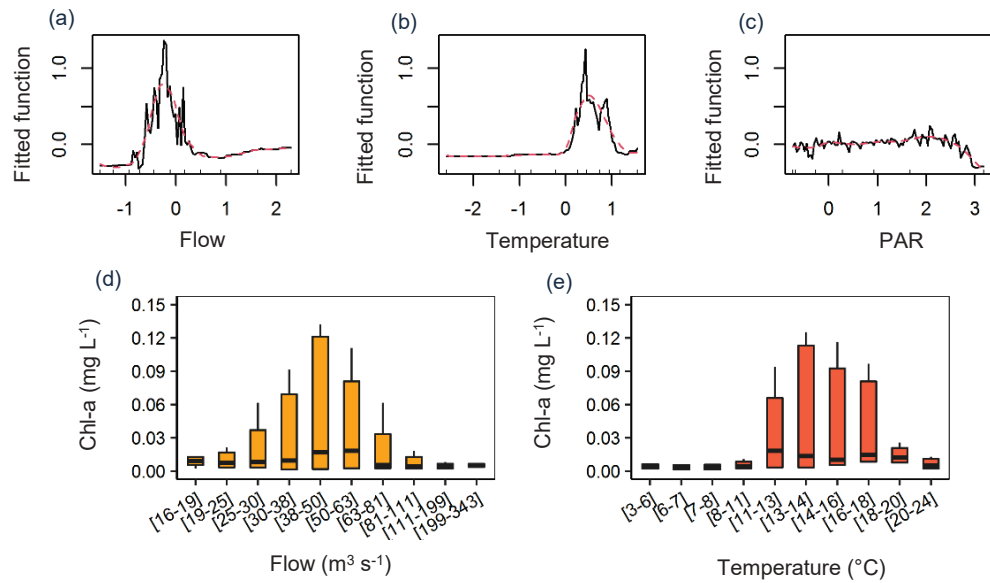 (a)
(b)
(c)
Fitted function
1.0
0.0
-1 0 1 2
Flow
Fitted function
1.0
0.0
-2 -1 0 1
Temperature
Fitted function
1.0
0.0
0 1 2 3
PAR
(d)
Chl-a (mg L⁻¹)
0.15
0.12
0.09
0.06
0.03
0.00
[16-19] [19-25] [25-30] [30-38] [38-50] [50-63] [63-81] [81-111] [111-199] [199-343]
Flow (m³ s⁻¹)
(e)
Chl-a (mg L⁻¹)
0.15
0.12
0.09
0.06
0.03
0.00
[3-6] [6-7] [7-8] [8-11] [11-13] [13-14] [14-16] [16-18] [18-20] [20-24]
Temperature (°C)